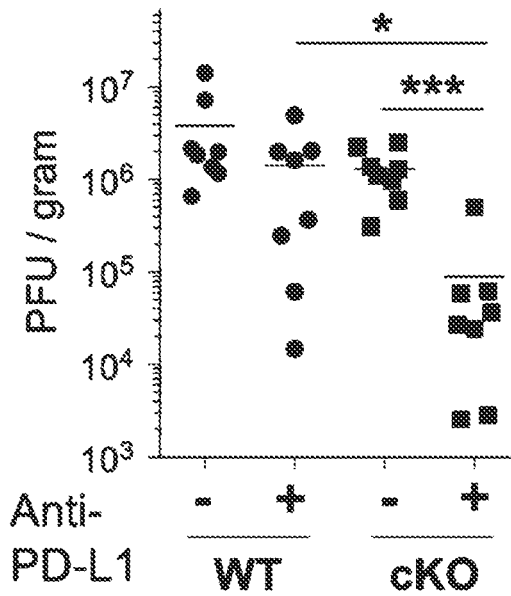 *
***
PFU / gram
10⁷
10⁶
10⁵
10⁴
10³
Anti-
PD-L1
- + - +
WT cKO